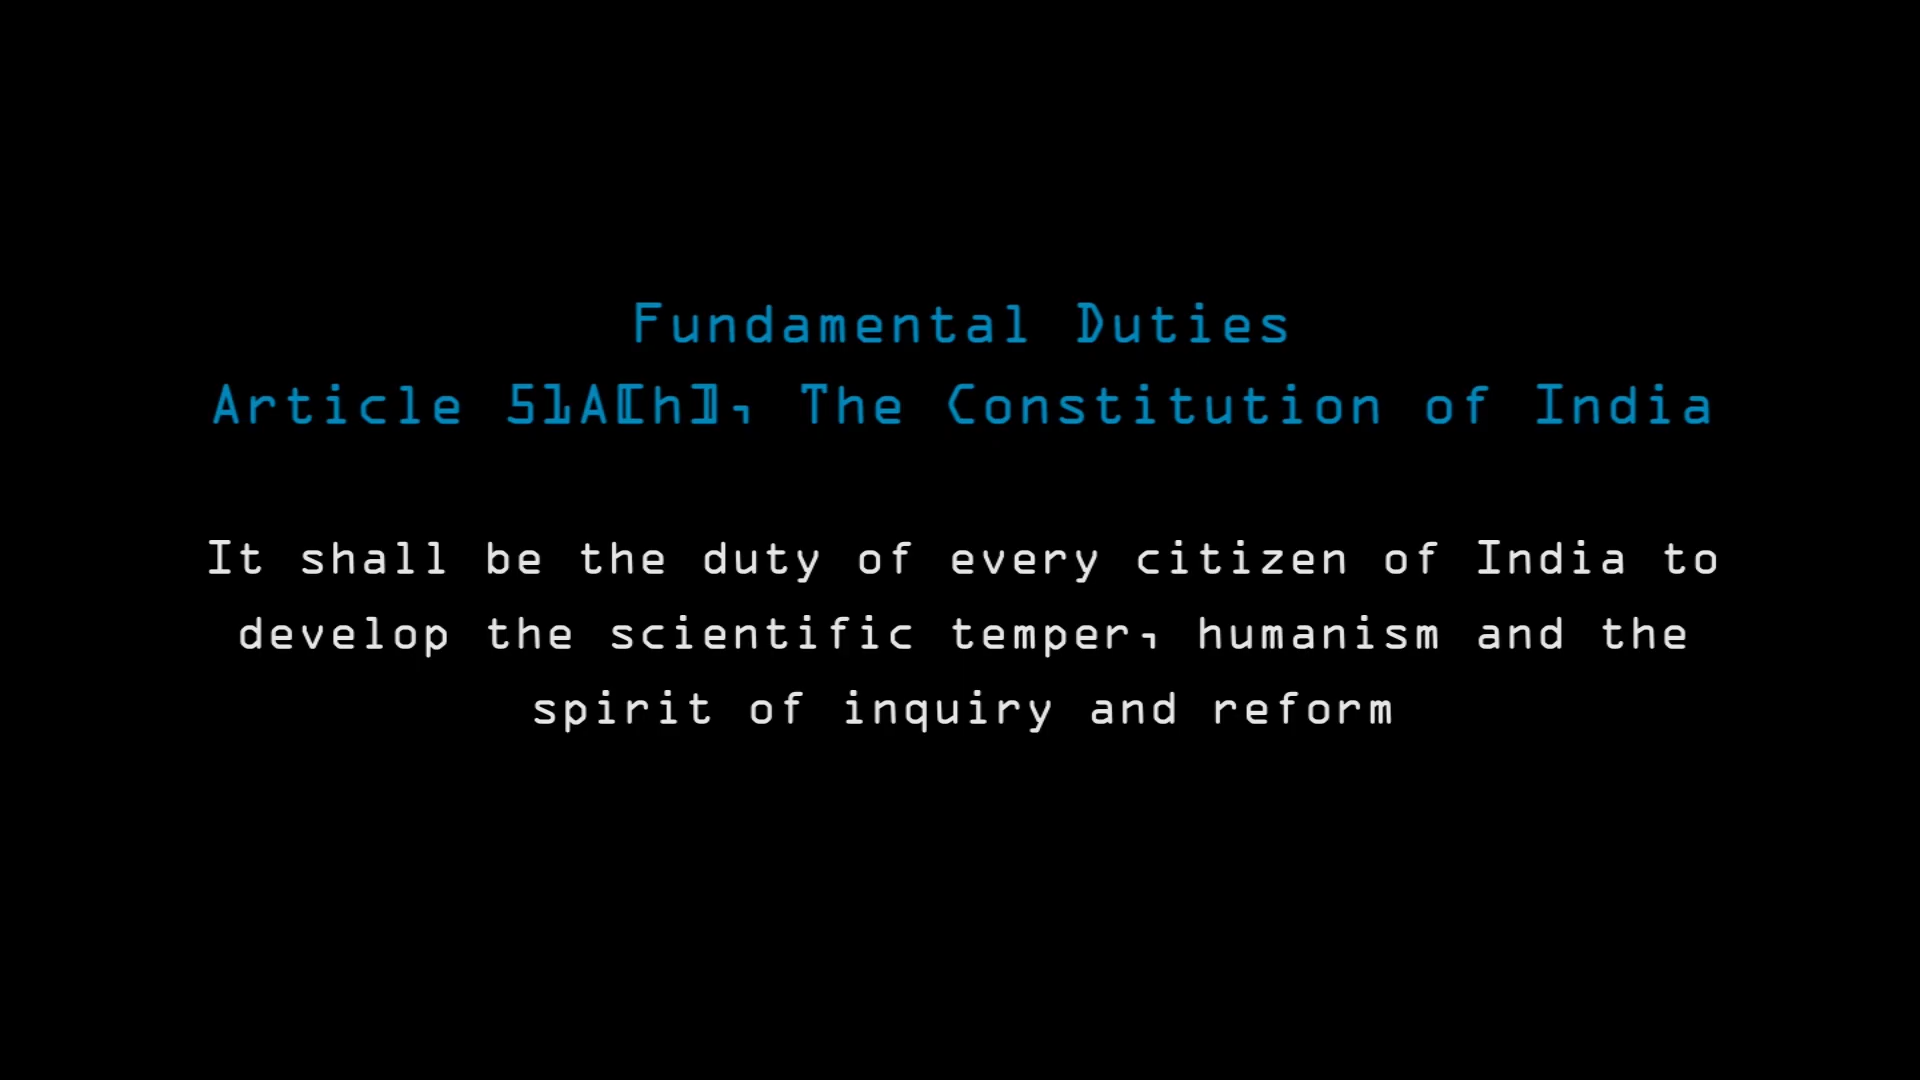 Fundamental Duties
Article 51A[h], The Constitution of India
It shall be the duty of every citizen of India to
develop the scientific temper, humanism and the
spirit of inquiry and reform